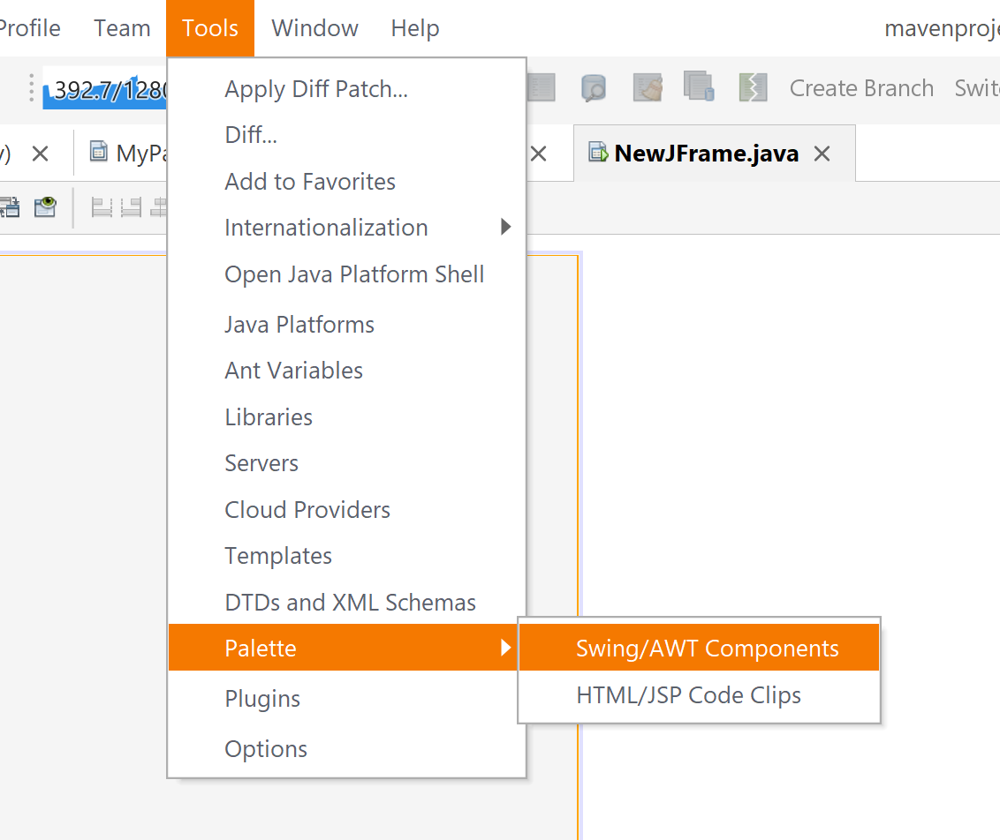 Profile Team Tools Window Help mavenproje
392.7/1280
Create Branch Swit
MyPa
NewJFrame.java
Apply Diff Patch...
Diff...
Add to Favorites
Internationalization
Open Java Platform Shell
Java Platforms
Ant Variables
Libraries
Servers
Cloud Providers
Templates
DTDs and XML Schemas
Palette
Swing/AWT Components
HTML/JSP Code Clips
Plugins
Options